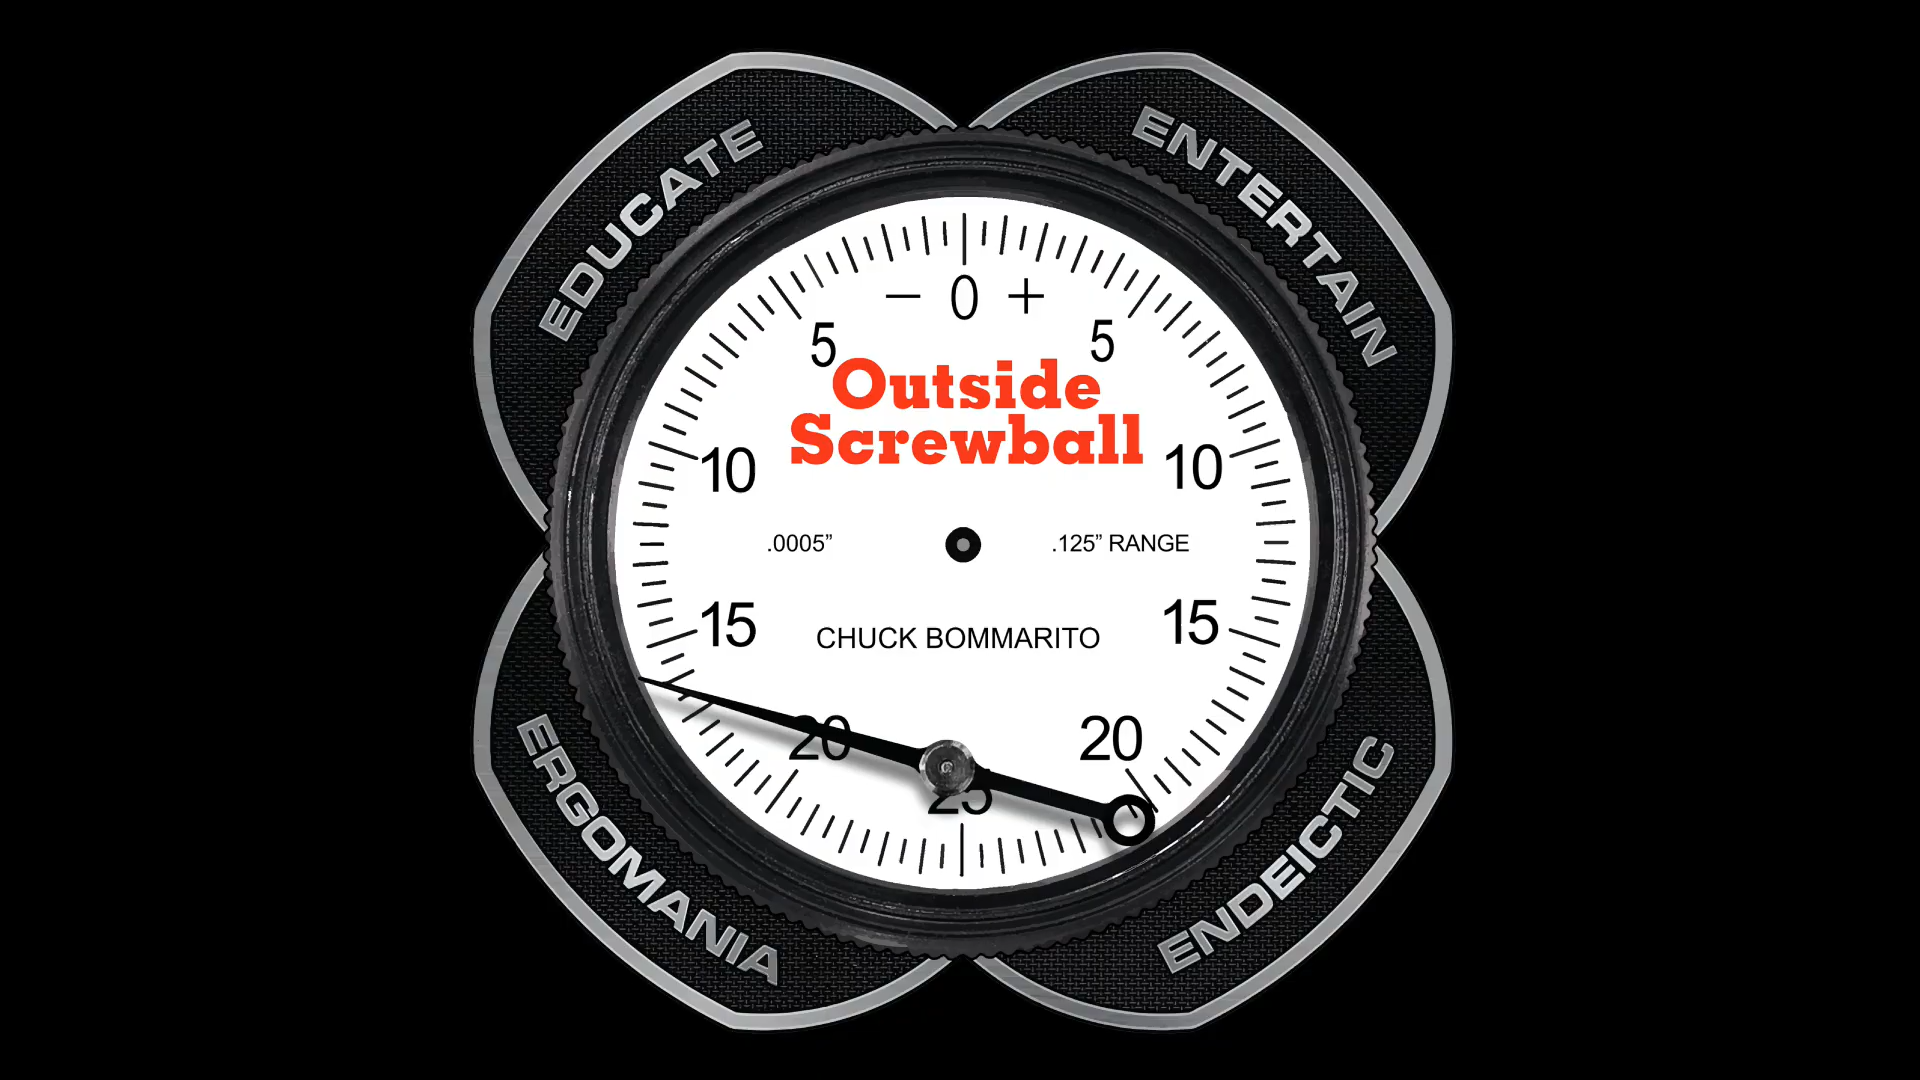 EDUCATE
ENTERTAIN
− 0 +
5 5
Outside
Screwball
10 10
.0005” .125” RANGE
15 15
CHUCK BOMMARITO
20 20
25
ERGOMANIA
ENDEICTIC